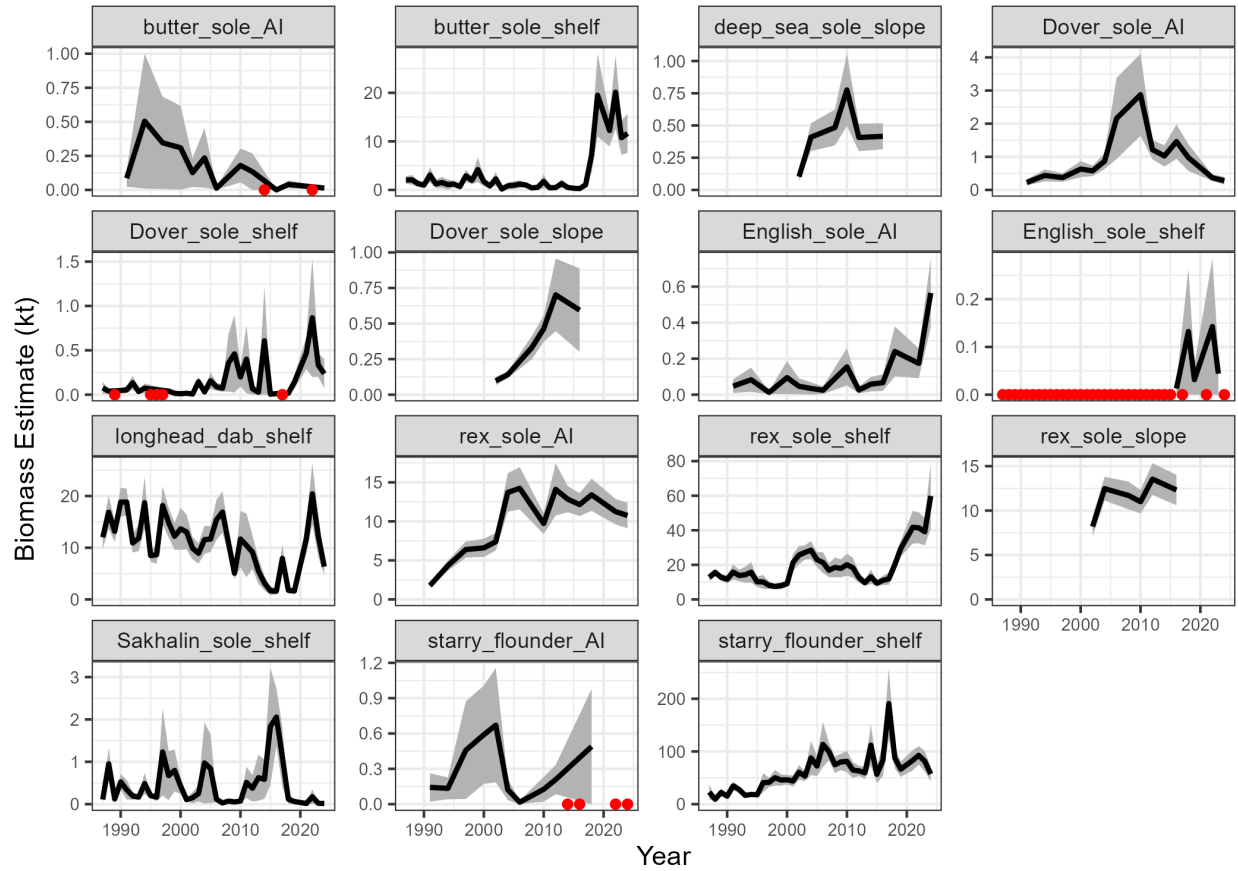 butter_sole_AI
butter_sole_shelf
deep_sea_sole_slope
Dover_sole_AI
1.00
0.75
0.50
0.25
0.00
20
10
0
1.00
0.75
0.50
0.25
0.00
4
3
2
1
0
Dover_sole_shelf
Dover_sole_slope
English_sole_AI
English_sole_shelf
1.5
1.0
0.5
0.0
1.00
0.75
0.50
0.25
0.00
0.6
0.4
0.2
0.0
0.2
0.1
0.0
Biomass Estimate (kt)
longhead_dab_shelf
rex_sole_AI
rex_sole_shelf
rex_sole_slope
20
10
0
15
10
5
0
80
60
40
20
0
15
10
5
0
1990 2000 2010 2020
Sakhalin_sole_shelf
starry_flounder_AI
starry_flounder_shelf
3
2
1
0
1.2
0.9
0.6
0.3
0.0
200
100
0
1990 2000 2010 2020
1990 2000 2010 2020
1990 2000 2010 2020
Year